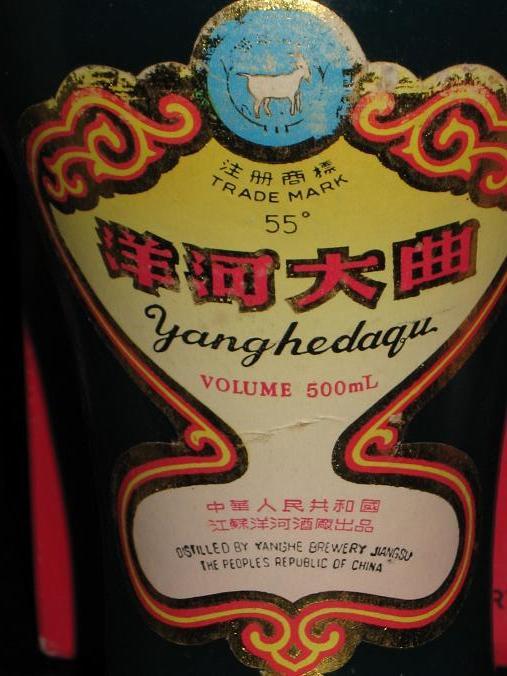 注册商標
TRADE MARK
55°
洋河大曲
Yanghedaqu
VOLUME 500mL
中華人民共和國
江蘇洋河酒廠出品
DISTILLED BY YANGHE BREWERY JIANGSU
THE PEOPLES REPUBLIC OF CHINA
R